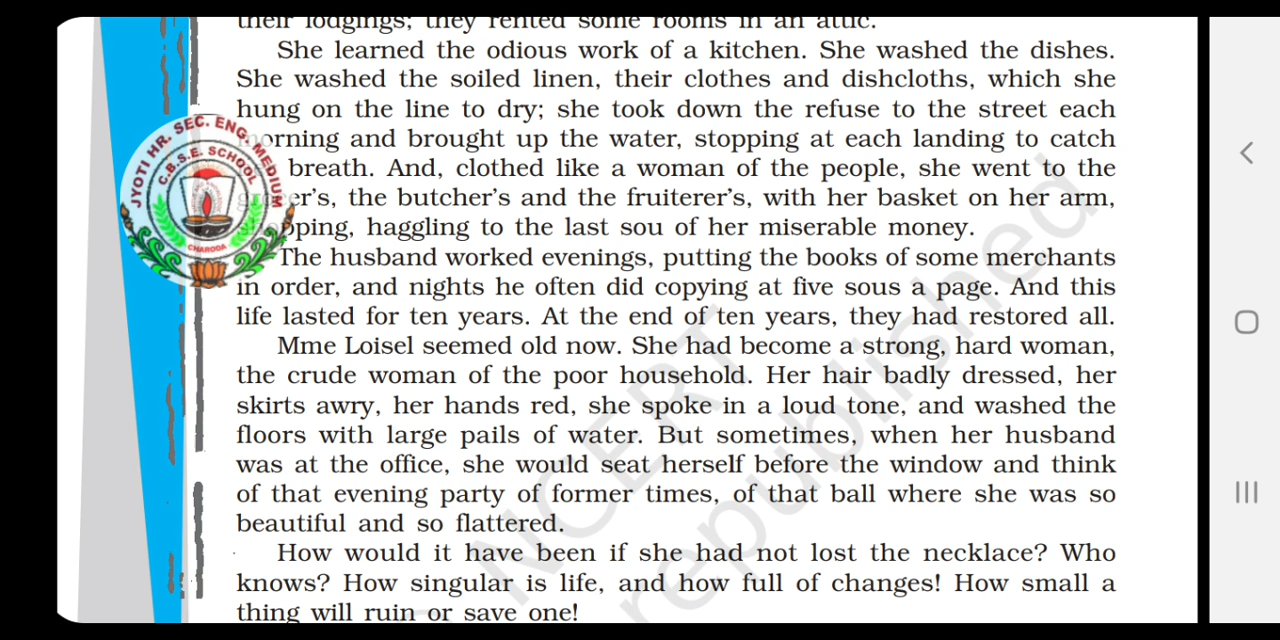 their lodgings; they rented some rooms in an attic.
She learned the odious work of a kitchen. She washed the dishes.
She washed the soiled linen, their clothes and dishcloths, which she
hung on the line to dry; she took down the refuse to the street each
morning and brought up the water, stopping at each landing to catch
breath. And, clothed like a woman of the people, she went to the
grocer's, the butcher's and the fruiterer's, with her basket on her arm,
shopping, haggling to the last sou of her miserable money.
The husband worked evenings, putting the books of some merchants
in order, and nights he often did copying at five sous a page. And this
life lasted for ten years. At the end of ten years, they had restored all.
Mme Loisel seemed old now. She had become a strong, hard woman,
the crude woman of the poor household. Her hair badly dressed, her
skirts awry, her hands red, she spoke in a loud tone, and washed the
floors with large pails of water. But sometimes, when her husband
was at the office, she would seat herself before the window and think
of that evening party of former times, of that ball where she was so
beautiful and so flattered.
How would it have been if she had not lost the necklace? Who
knows? How singular is life, and how full of changes! How small a
thing will ruin or save one!
JYOTI HR. SEC. ENG. MEDIUM
C.B.S.E. SCHOOL
CHARODA
NCERT
republished